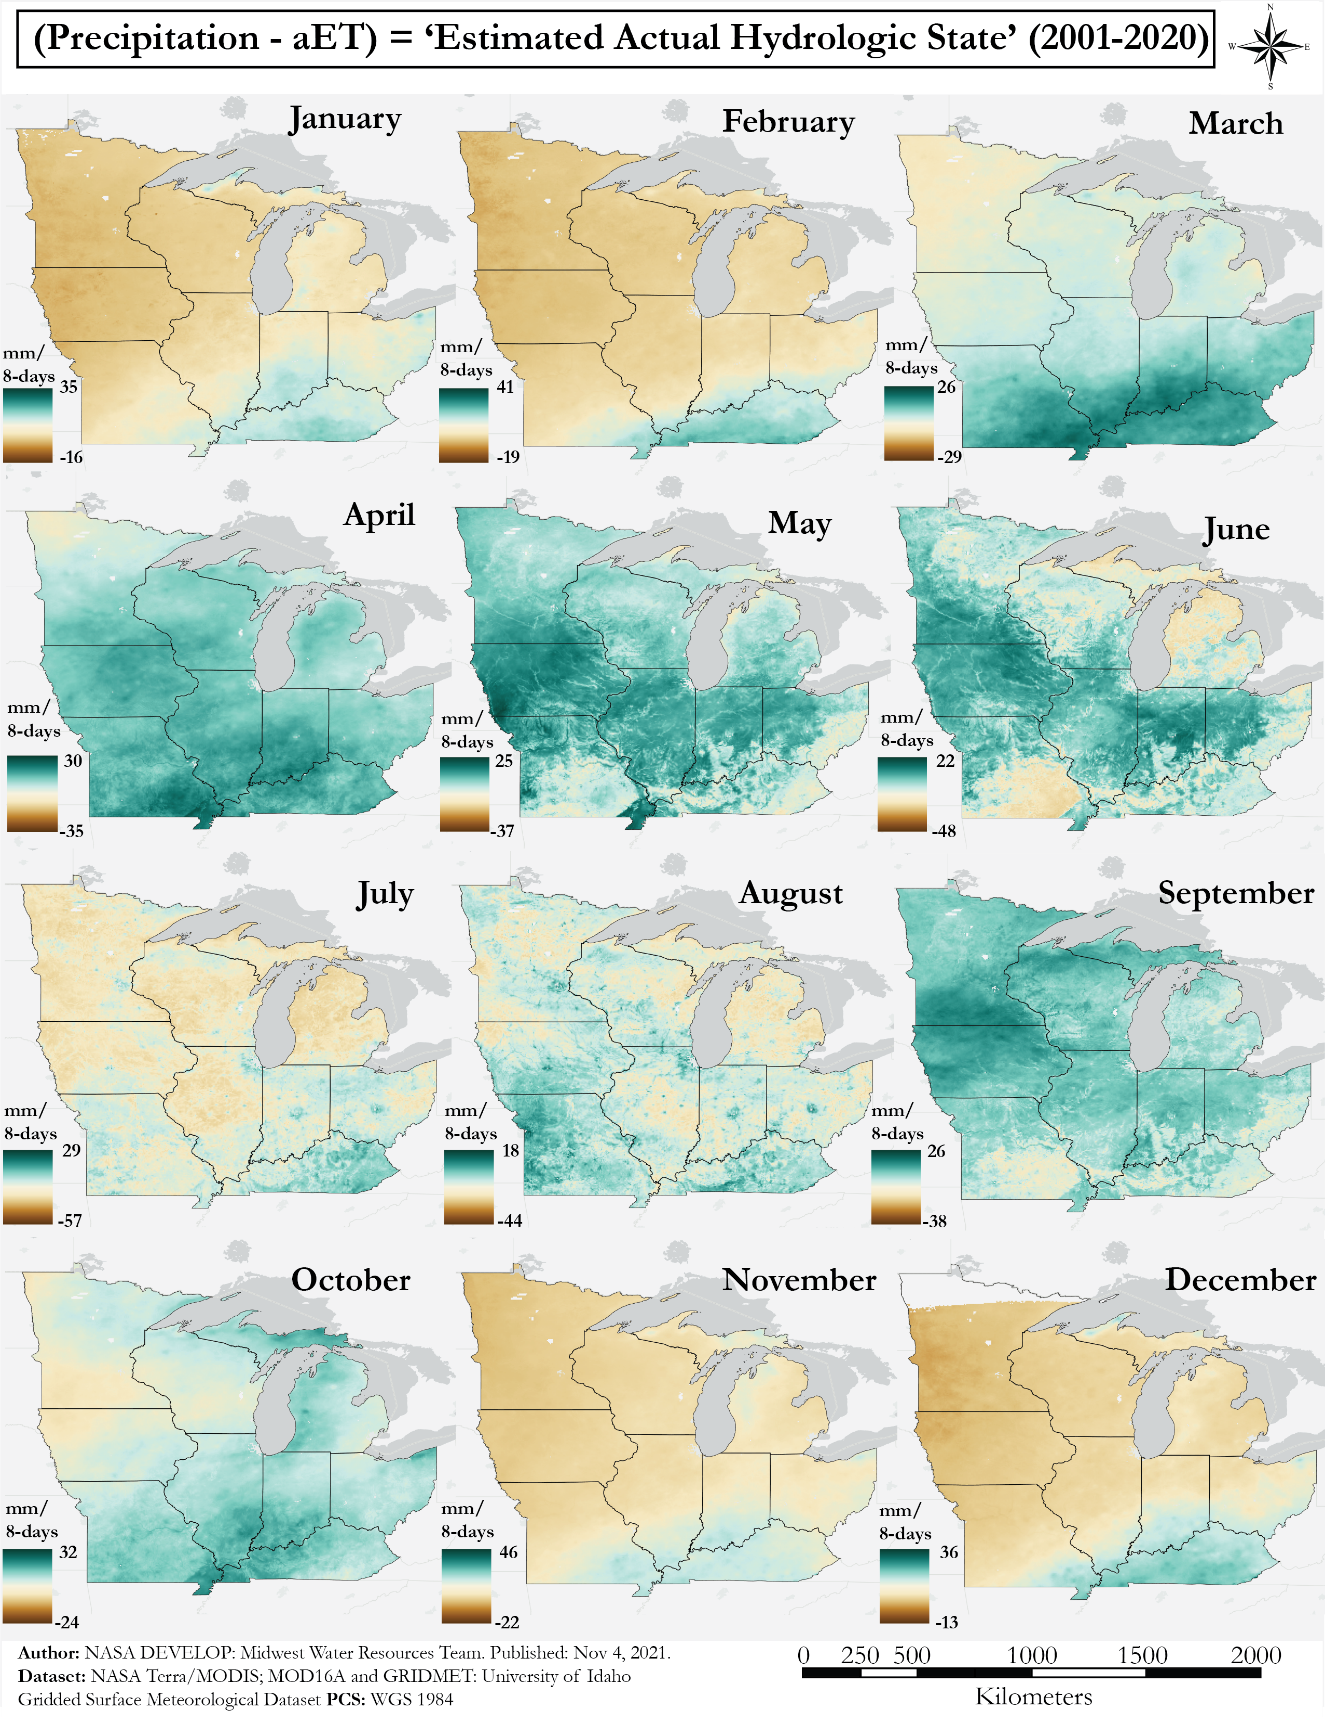 (Precipitation - aET) = ‘Estimated Actual Hydrologic State’ (2001-2020)
N
W E
S
January
February
March
mm/
8-days
35
-16
mm/
8-days
41
-19
mm/
8-days
26
-29
April
May
June
mm/
8-days
30
-35
mm/
8-days
25
-37
mm/
8-days
22
-48
July
August
September
mm/
8-days
29
-57
mm/
8-days
18
-44
mm/
8-days
26
-38
October
November
December
mm/
8-days
32
-24
mm/
8-days
46
-22
mm/
8-days
36
-13
Author: NASA DEVELOP: Midwest Water Resources Team. Published: Nov 4, 2021.
Dataset: NASA Terra/MODIS; MOD16A and GRIDMET: University of Idaho
Gridded Surface Meteorological Dataset PCS: WGS 1984
0 250 500 1000 1500 2000
Kilometers